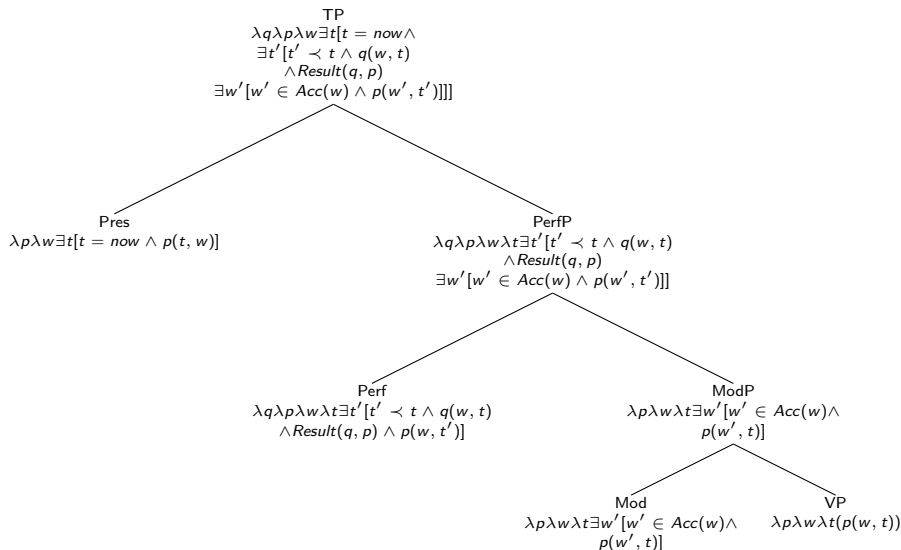 TP
λqλpλw∃t[t = now∧
∃t′[t′ ≺ t ∧ q(w, t)
∧Result(q, p)
∃w′[w′ ∈ Acc(w) ∧ p(w′, t′)]]]
Pres
λpλw∃t[t = now ∧ p(t, w)]
PerfP
λqλpλwλt∃t′[t′ ≺ t ∧ q(w, t)
∧Result(q, p)
∃w′[w′ ∈ Acc(w) ∧ p(w′, t′)]]
Perf
λqλpλwλt∃t′[t′ ≺ t ∧ q(w, t)
∧Result(q, p) ∧ p(w, t′)]
ModP
λpλwλt∃w′[w′ ∈ Acc(w)∧
p(w′, t)]
Mod
λpλwλt∃w′[w′ ∈ Acc(w)∧
p(w′, t)]
VP
λpλwλt(p(w, t))